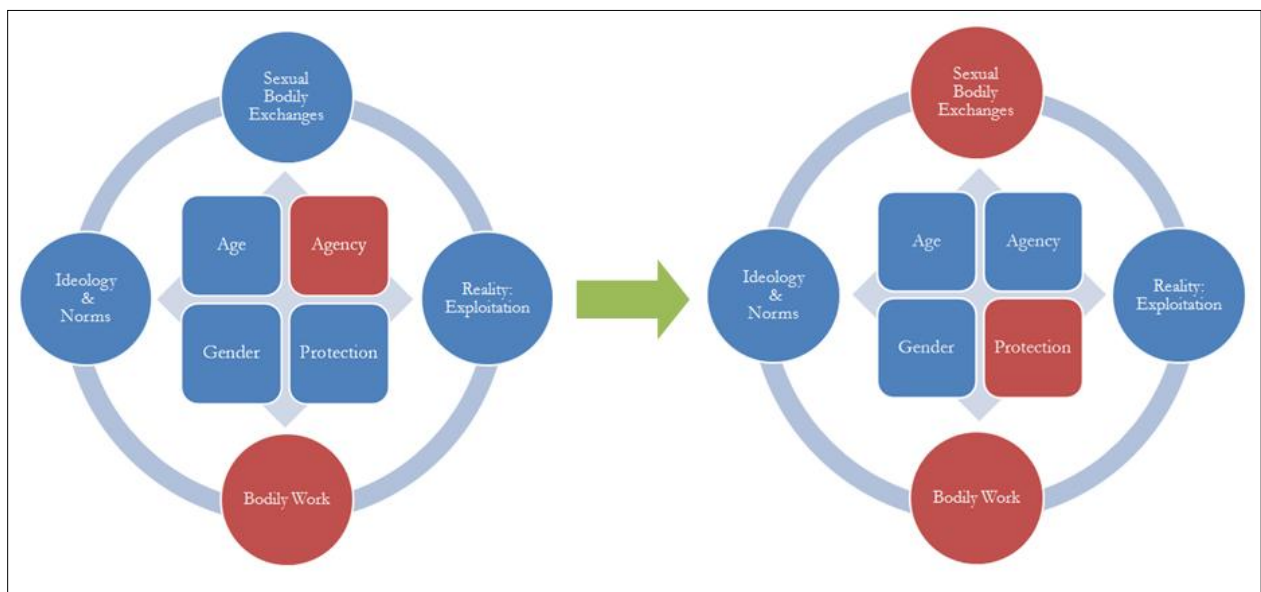 Sexual
Bodily
Exchanges
Age
Agency
Ideology
&
Norms
Reality:
Exploitation
Gender
Protection
Bodily Work
Sexual
Bodily
Exchanges
Age
Agency
Ideology
&
Norms
Reality:
Exploitation
Gender
Protection
Bodily Work